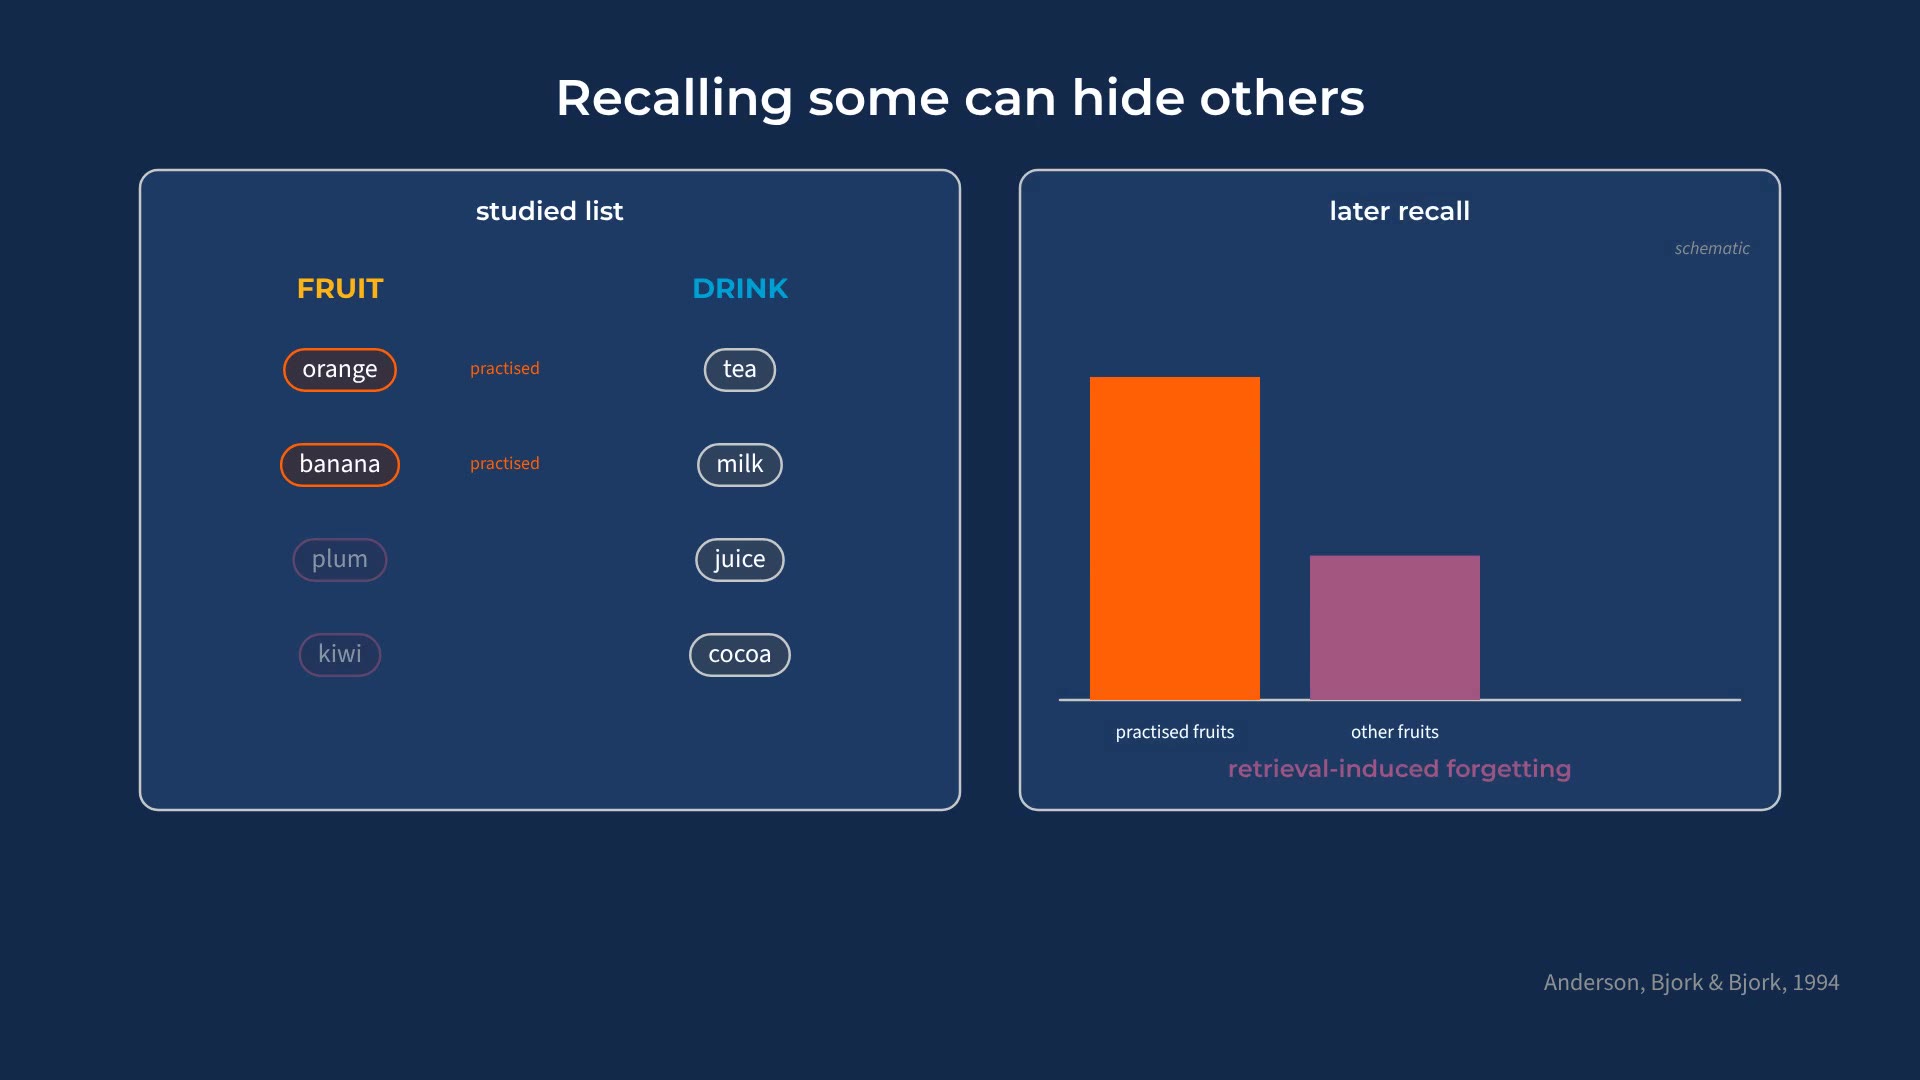 Recalling some can hide others
studied list
FRUIT
DRINK
orange
practised
tea
banana
practised
milk
plum
juice
kiwi
cocoa
later recall
schematic
practised fruits
other fruits
retrieval-induced forgetting
Anderson, Bjork & Bjork, 1994